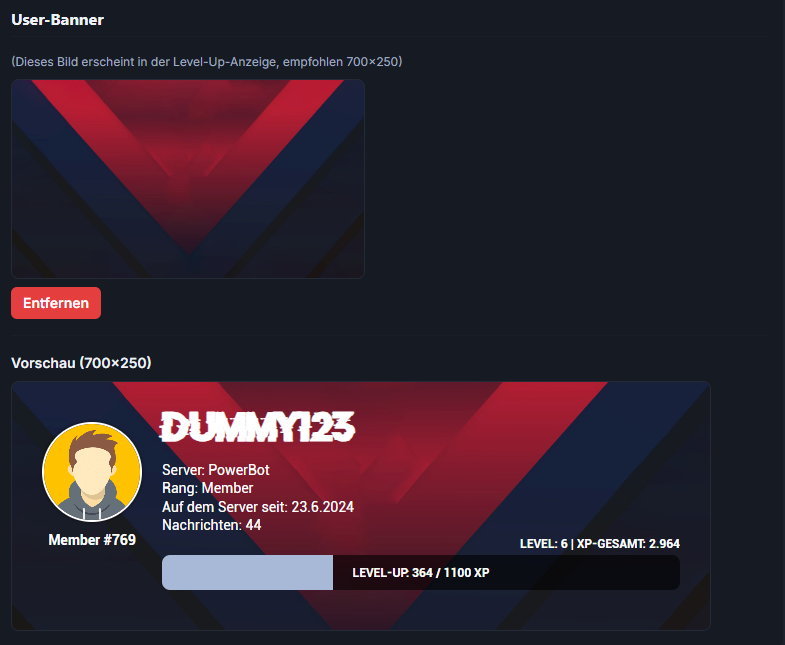 User-Banner
(Dieses Bild erscheint in der Level-Up-Anzeige, empfohlen 700×250)
Entfernen
Vorschau (700×250)
DUMMY123
Server: PowerBot
Rang: Member
Auf dem Server seit: 23.6.2024
Nachrichten: 44
Member #769
LEVEL: 6 | XP-GESAMT: 2.964
LEVEL-UP: 364 / 1100 XP